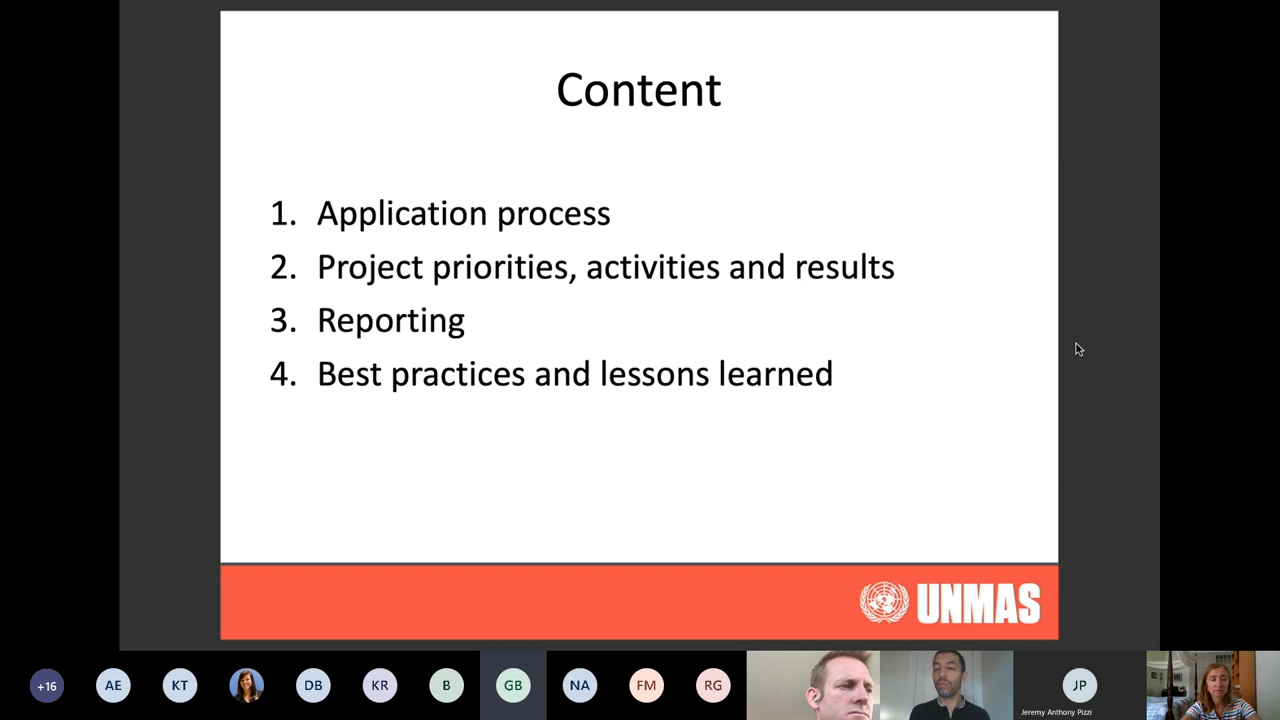 Content
1. Application process
2. Project priorities, activities and results
3. Reporting
4. Best practices and lessons learned
UNMAS
+16
AE
KT
DB
KR
B
GB
NA
FM
RG
JP
Jeremy Anthony Pizzi